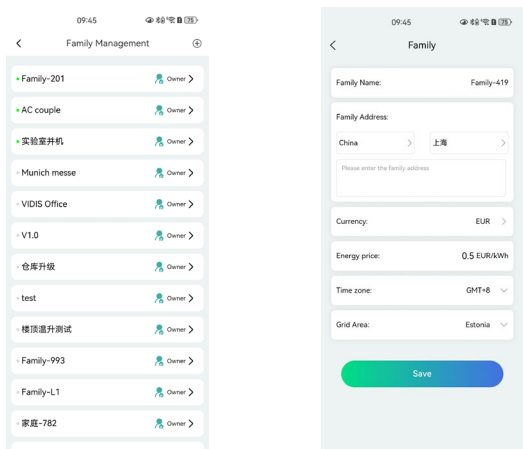 09:45
75
Family Management
Family-201
Owner
AC couple
Owner
实验室并机
Owner
Munich messe
Owner
VIDIS Office
Owner
V1.0
Owner
仓库升级
Owner
test
Owner
楼顶温升测试
Owner
Family-993
Owner
Family-L1
Owner
家庭-782
Owner
09:45
75
Family
Family Name: Family-419
Family Address:
China 上海
Please enter the family address
Currency: EUR
Energy price: 0.5 EUR/kWh
Time zone: GMT+8
Grid Area: Estonia
Save